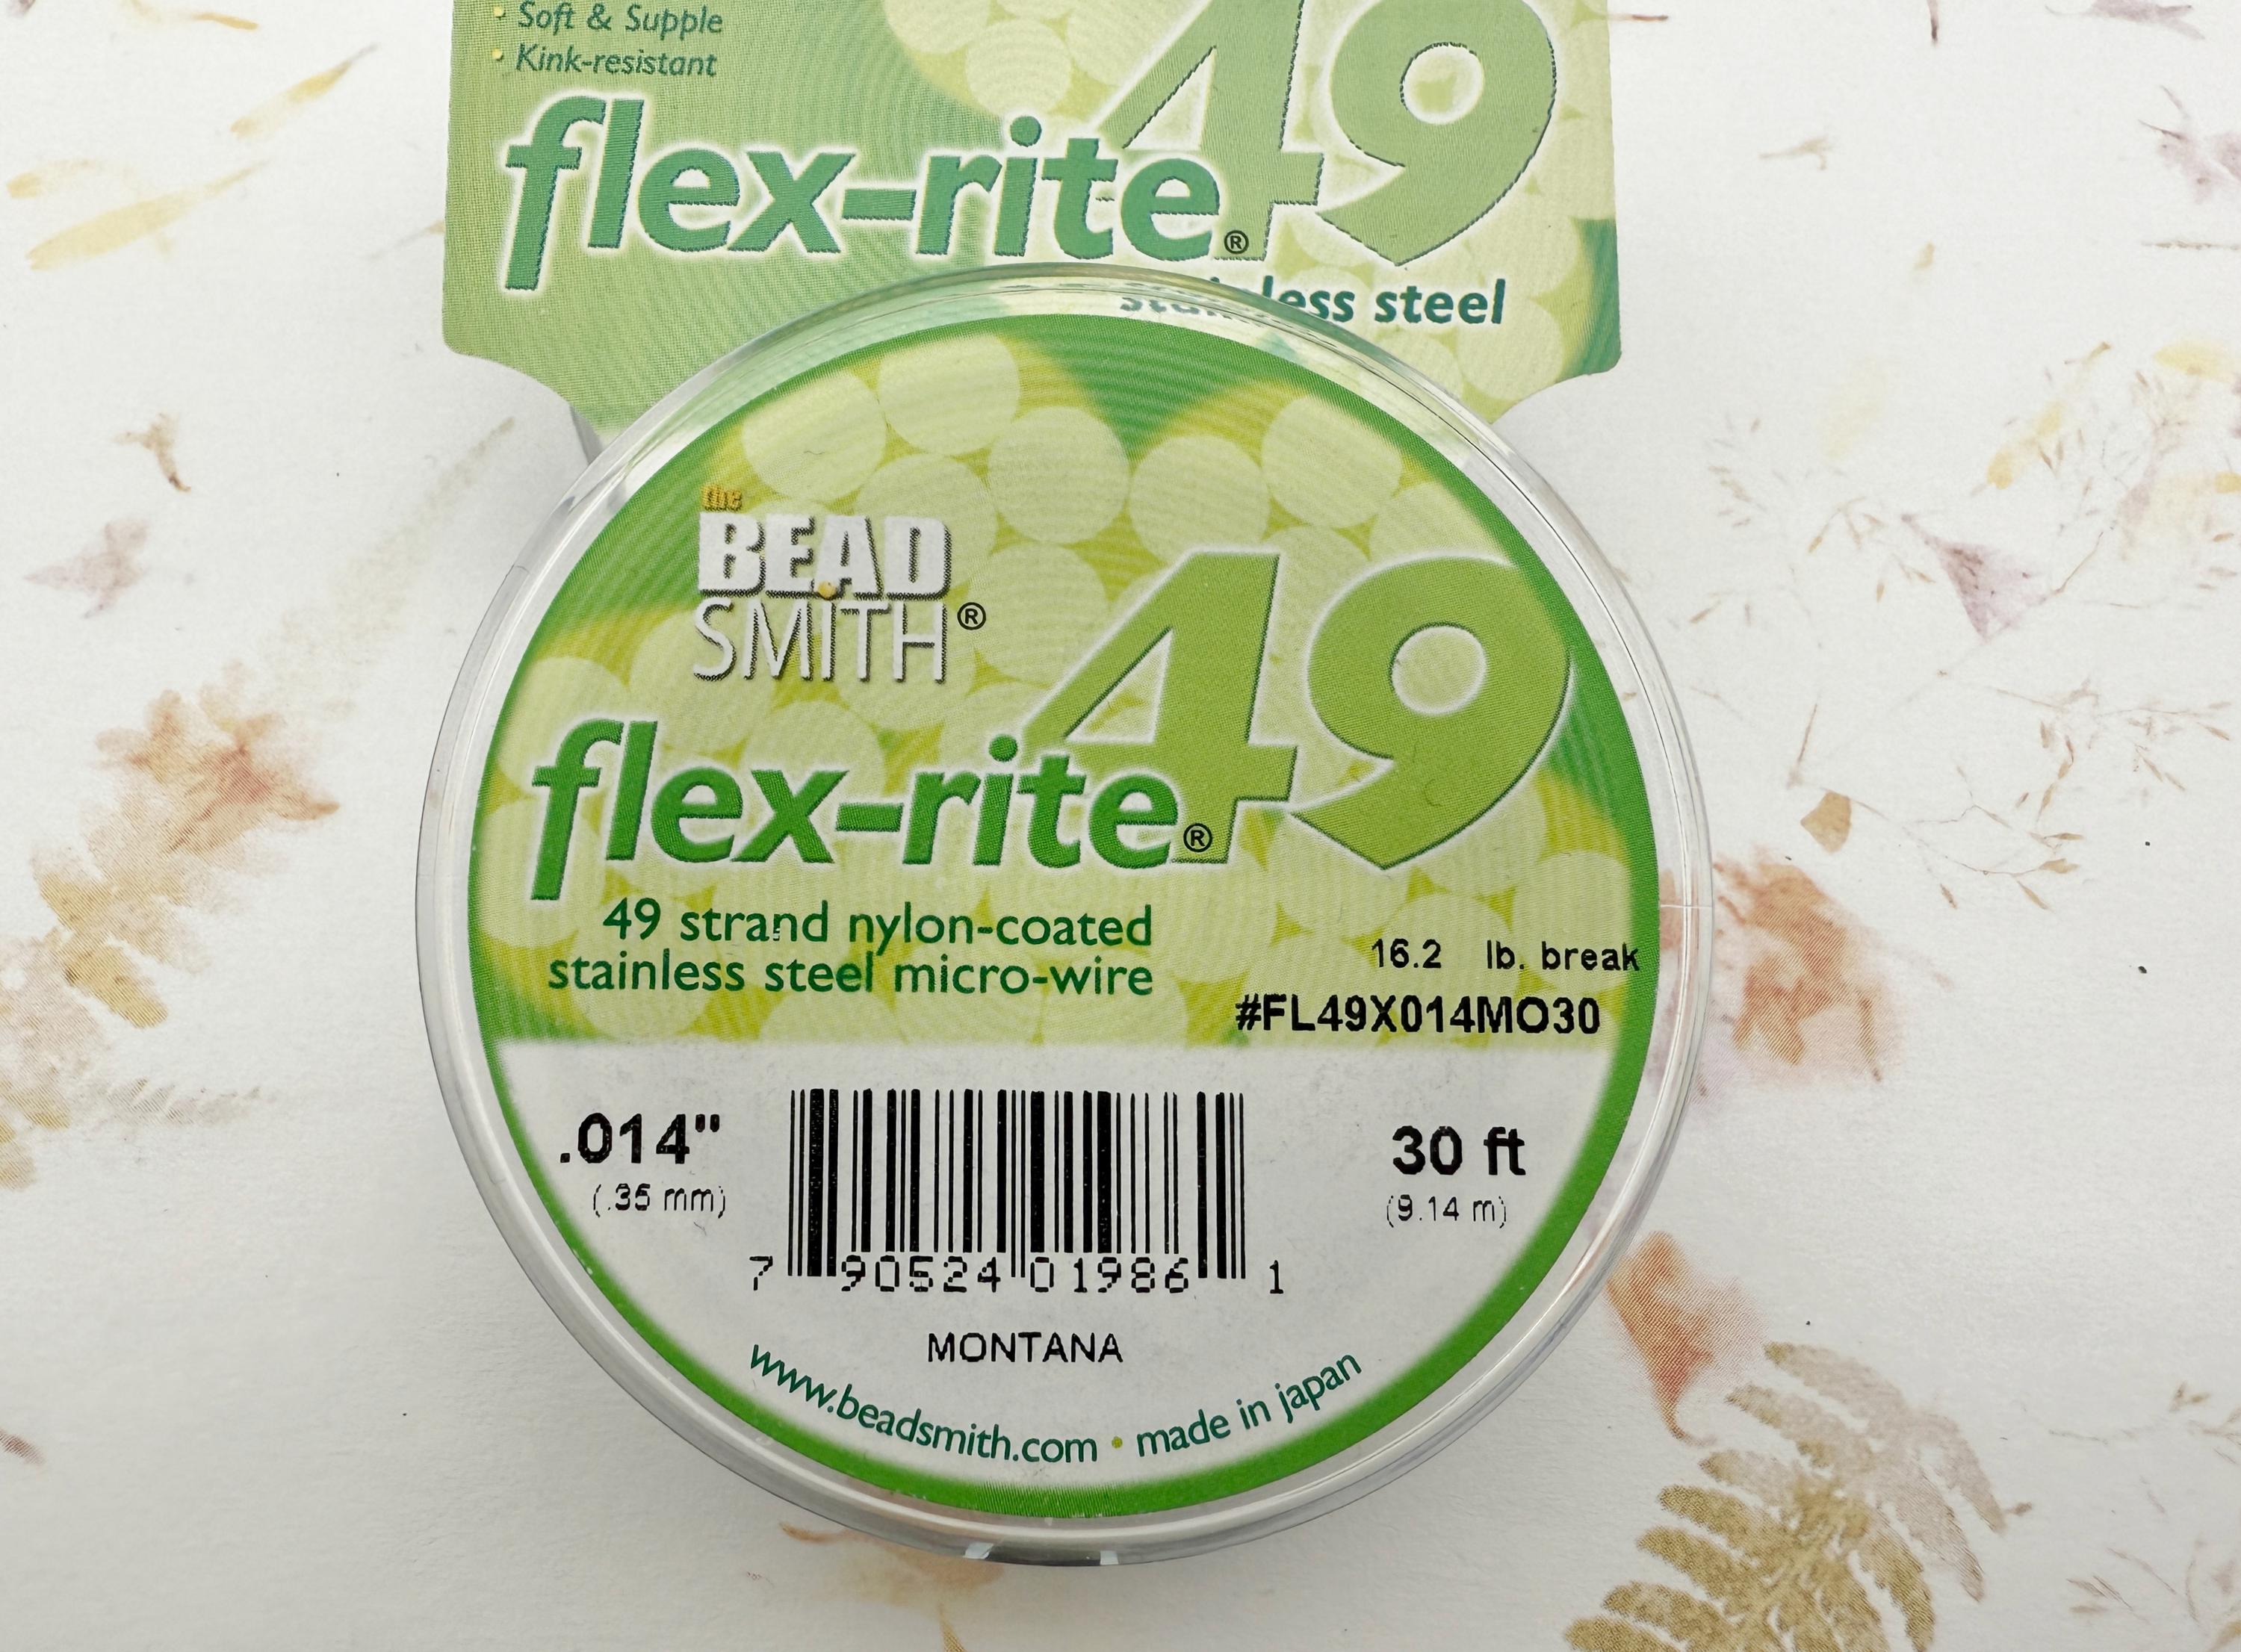 • Soft & Supple
• Kink-resistant
flex-rite® 49
stainless steel
the
BEAD
SMITH®
flex-rite® 49
49 strand nylon-coated
stainless steel micro-wire
16.2 lb. break
#FL49X014MO30
.014"
(.35 mm)
30 ft
(9.14 m)
7 90524 01986 1
MONTANA
www.beadsmith.com • made in japan